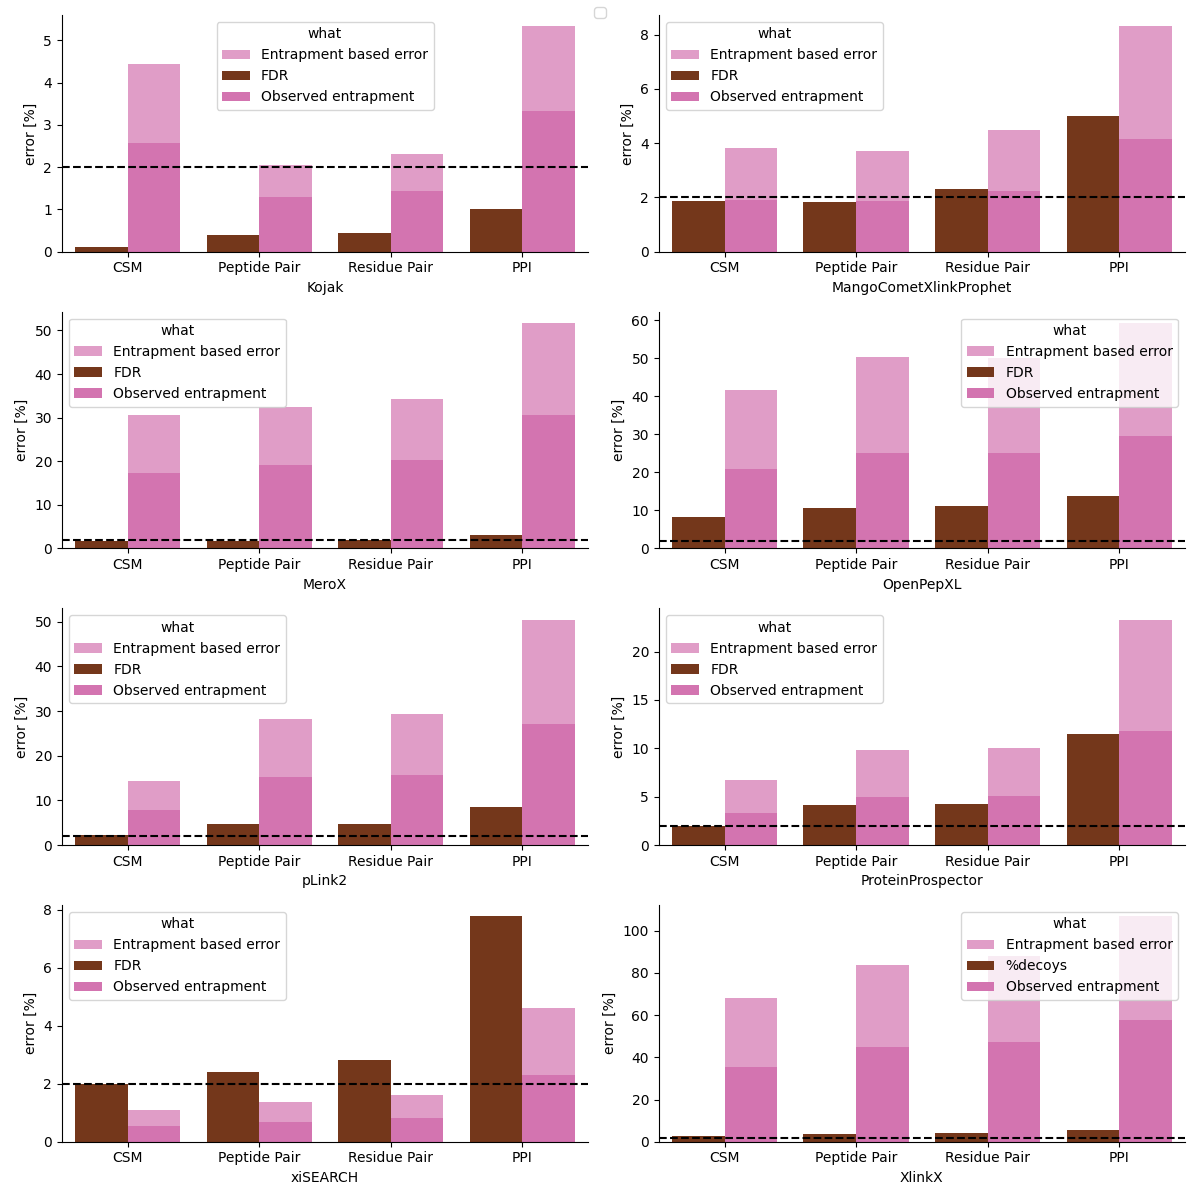 what
Entrapment based error
FDR
Observed entrapment
error [%]
5
4
3
2
1
0
CSM Peptide Pair Residue Pair PPI
Kojak
what
Entrapment based error
FDR
Observed entrapment
error [%]
8
6
4
2
0
CSM Peptide Pair Residue Pair PPI
MangoCometXlinkProphet
what
Entrapment based error
FDR
Observed entrapment
error [%]
50
40
30
20
10
0
CSM Peptide Pair Residue Pair PPI
MeroX
what
Entrapment based error
FDR
Observed entrapment
error [%]
60
50
40
30
20
10
0
CSM Peptide Pair Residue Pair PPI
OpenPepXL
what
Entrapment based error
FDR
Observed entrapment
error [%]
50
40
30
20
10
0
CSM Peptide Pair Residue Pair PPI
pLink2
what
Entrapment based error
FDR
Observed entrapment
error [%]
20
15
10
5
0
CSM Peptide Pair Residue Pair PPI
ProteinProspector
what
Entrapment based error
FDR
Observed entrapment
error [%]
8
6
4
2
0
CSM Peptide Pair Residue Pair PPI
xiSEARCH
what
Entrapment based error
%decoys
Observed entrapment
error [%]
100
80
60
40
20
0
CSM Peptide Pair Residue Pair PPI
XlinkX